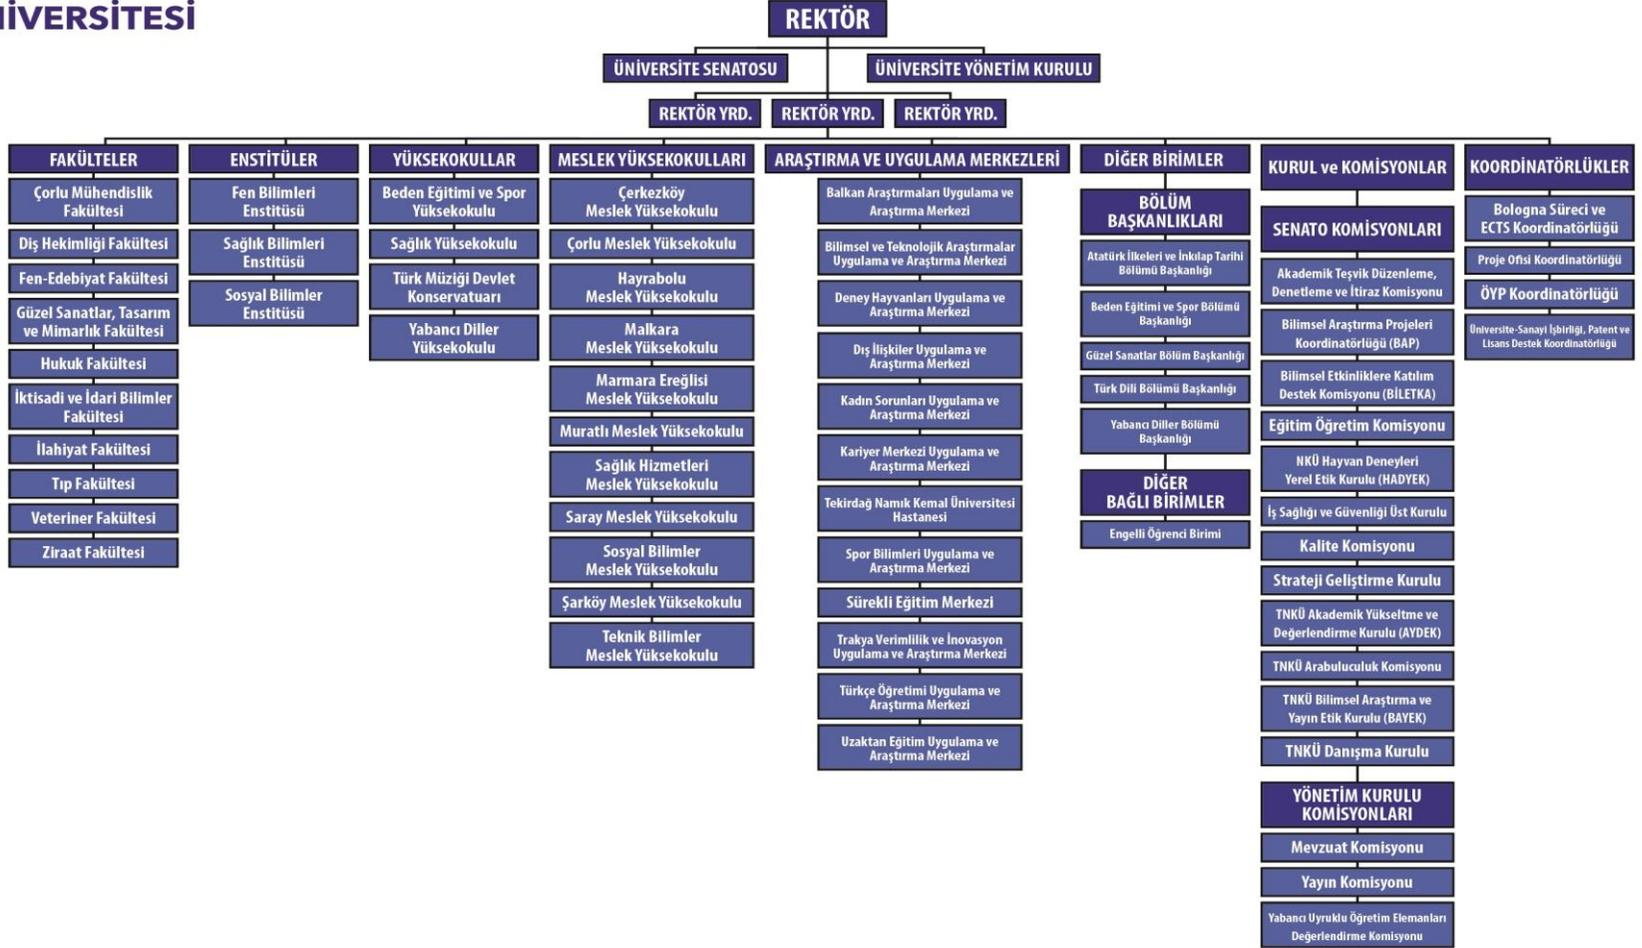 NİVERSİTESİ
REKTÖR
ÜNİVERSİTE SENATOSU
ÜNİVERSİTE YÖNETİM KURULU
REKTÖR YRD.
REKTÖR YRD.
REKTÖR YRD.
FAKÜLTELER
Çorlu Mühendislik
Fakültesi
Diş Hekimliği Fakültesi
Fen-Edebiyat Fakültesi
Güzel Sanatlar, Tasarım
ve Mimarlık Fakültesi
Hukuk Fakültesi
İktisadi ve İdari Bilimler
Fakültesi
İlahiyat Fakültesi
Tıp Fakültesi
Veteriner Fakültesi
Ziraat Fakültesi
ENSTİTÜLER
Fen Bilimleri
Enstitüsü
Sağlık Bilimleri
Enstitüsü
Sosyal Bilimler
Enstitüsü
YÜKSEKOKULLAR
Beden Eğitimi ve Spor
Yüksekokulu
Sağlık Yüksekokulu
Türk Müziği Devlet
Konservatuarı
Yabancı Diller
Yüksekokulu
MESLEK YÜKSEKOKULLARI
Çerkezköy
Meslek Yüksekokulu
Çorlu Meslek Yüksekokulu
Hayrabolu
Meslek Yüksekokulu
Malkara
Meslek Yüksekokulu
Marmara Ereğlisi
Meslek Yüksekokulu
Muratlı Meslek Yüksekokulu
Sağlık Hizmetleri
Meslek Yüksekokulu
Saray Meslek Yüksekokulu
Sosyal Bilimler
Meslek Yüksekokulu
Şarköy Meslek Yüksekokulu
Teknik Bilimler
Meslek Yüksekokulu
ARAŞTIRMA VE UYGULAMA MERKEZLERİ
Balkan Araştırmaları Uygulama ve
Araştırma Merkezi
Bilimsel ve Teknolojik Araştırmalar
Uygulama ve Araştırma Merkezi
Deney Hayvanları Uygulama ve
Araştırma Merkezi
Dış İlişkiler Uygulama ve
Araştırma Merkezi
Kadın Sorunları Uygulama ve
Araştırma Merkezi
Kariyer Merkezi Uygulama ve
Araştırma Merkezi
Tekirdağ Namık Kemal Üniversitesi
Hastanesi
Spor Bilimleri Uygulama ve
Araştırma Merkezi
Sürekli Eğitim Merkezi
Trakya Verimlilik ve İnovasyon
Uygulama ve Araştırma Merkezi
Türkçe Öğretimi Uygulama ve
Araştırma Merkezi
Uzaktan Eğitim Uygulama ve
Araştırma Merkezi
DİĞER BİRİMLER
BÖLÜM
BAŞKANLIKLARI
Atatürk İlkeleri ve İnkılap Tarihi
Bölümü Başkanlığı
Beden Eğitimi ve Spor Bölümü
Başkanlığı
Güzel Sanatlar Bölüm Başkanlığı
Türk Dili Bölümü Başkanlığı
Yabancı Diller Bölümü
Başkanlığı
DİĞER
BAĞLI BİRİMLER
Engelli Öğrenci Birimi
KURUL ve KOMİSYONLAR
SENATO KOMİSYONLARI
Akademik Teşvik Düzenleme,
Denetleme ve İtiraz Komisyonu
Bilimsel Araştırma Projeleri
Koordinatörlüğü (BAP)
Bilimsel Etkinliklere Katılım
Destek Komisyonu (BİLETKA)
Eğitim Öğretim Komisyonu
NKÜ Hayvan Deneyleri
Yerel Etik Kurulu (HADYEK)
İş Sağlığı ve Güvenliği Üst Kurulu
Kalite Komisyonu
Strateji Geliştirme Kurulu
TNKÜ Akademik Yükseltme ve
Değerlendirme Kurulu (AYDEK)
TNKÜ Arabuluculuk Komisyonu
TNKÜ Bilimsel Araştırma ve
Yayın Etik Kurulu (BAYEK)
TNKÜ Danışma Kurulu
YÖNETİM KURULU
KOMİSYONLARI
Mevzuat Komisyonu
Yayın Komisyonu
Yabancı Uyruklu Öğretim Elemanları
Değerlendirme Komisyonu
KOORDİNATÖRLÜKLER
Bologna Süreci ve
ECTS Koordinatörlüğü
Proje Ofisi Koordinatörlüğü
ÖYP Koordinatörlüğü
Üniversite-Sanayi İşbirliği, Patent ve
Lisans Destek Koordinatörlüğü